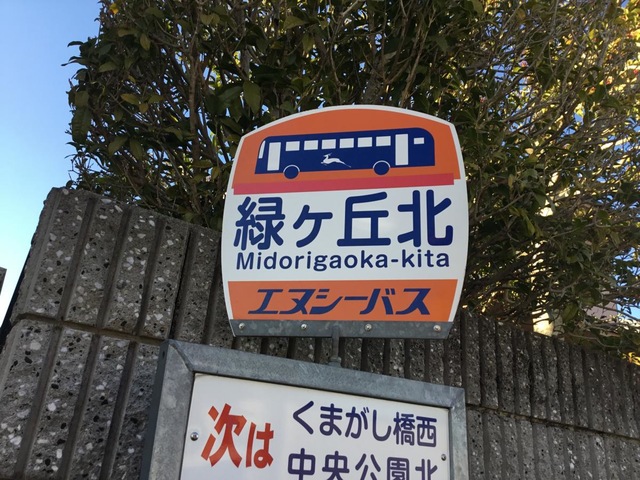 緑ヶ丘北
Midorigaoka-kita
エヌシーバス
次は
くまがし橋西
中央公園北